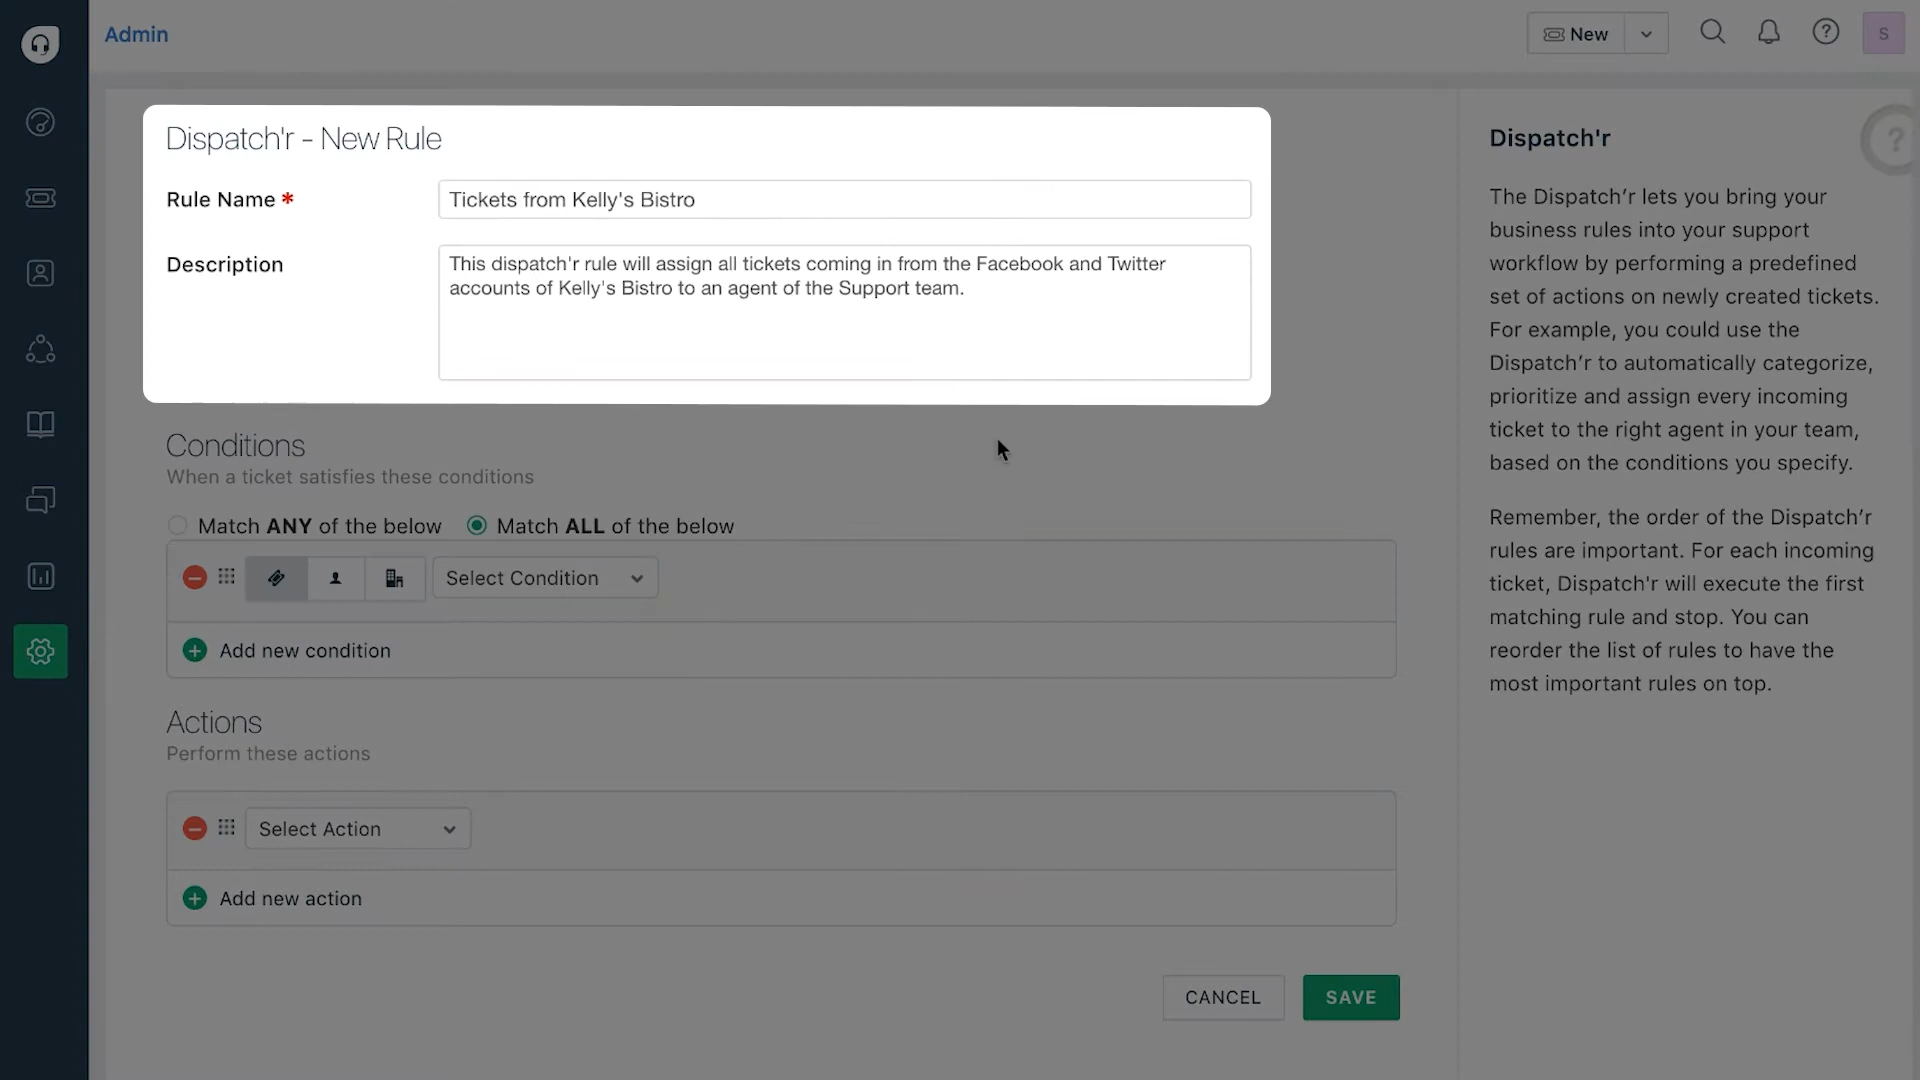 Admin
New
S
Dispatch'r - New Rule
Rule Name *
Tickets from Kelly's Bistro
Description
This dispatch'r rule will assign all tickets coming in from the Facebook and Twitter
accounts of Kelly's Bistro to an agent of the Support team.
Conditions
When a ticket satisfies these conditions
Match ANY of the below
Match ALL of the below
Select Condition
Add new condition
Actions
Perform these actions
Select Action
Add new action
CANCEL
SAVE
Dispatch'r
?
The Dispatch’r lets you bring your
business rules into your support
workflow by performing a predefined
set of actions on newly created tickets.
For example, you could use the
Dispatch’r to automatically categorize,
prioritize and assign every incoming
ticket to the right agent in your team,
based on the conditions you specify.
Remember, the order of the Dispatch’r
rules are important. For each incoming
ticket, Dispatch'r will execute the first
matching rule and stop. You can
reorder the list of rules to have the
most important rules on top.